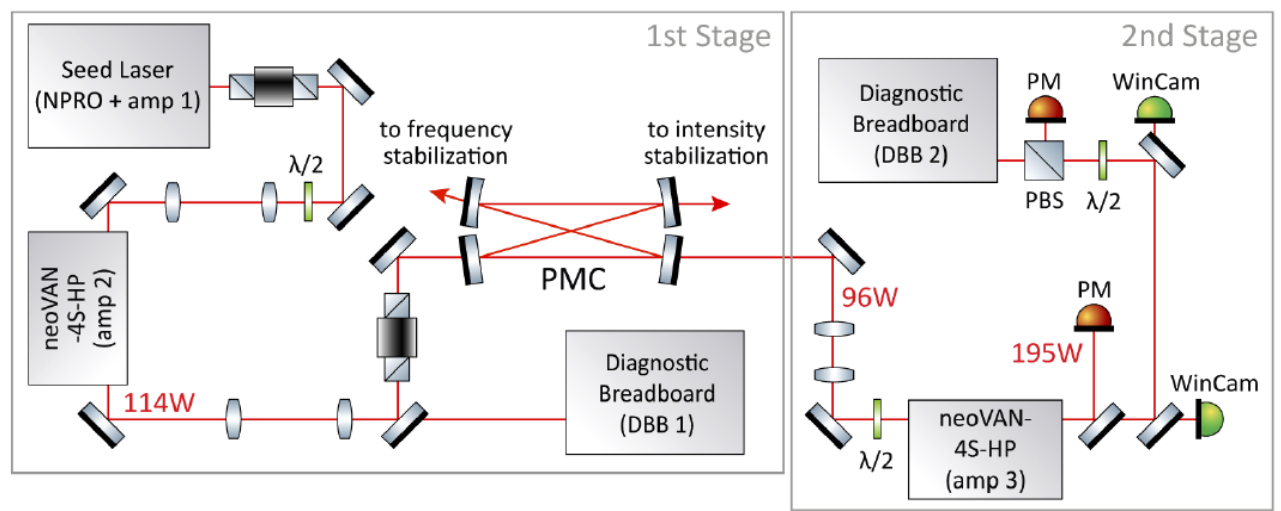 1st Stage
Seed Laser
(NPRO + amp 1)
λ/2
to frequency
stabilization
to intensity
stabilization
neoVAN
-4S-HP
(amp 2)
PMC
114W
Diagnostic
Breadboard
(DBB 1)
2nd Stage
Diagnostic
Breadboard
(DBB 2)
PM
WinCam
PBS
λ/2
96W
PM
195W
WinCam
λ/2
neoVAN-
4S-HP
(amp 3)